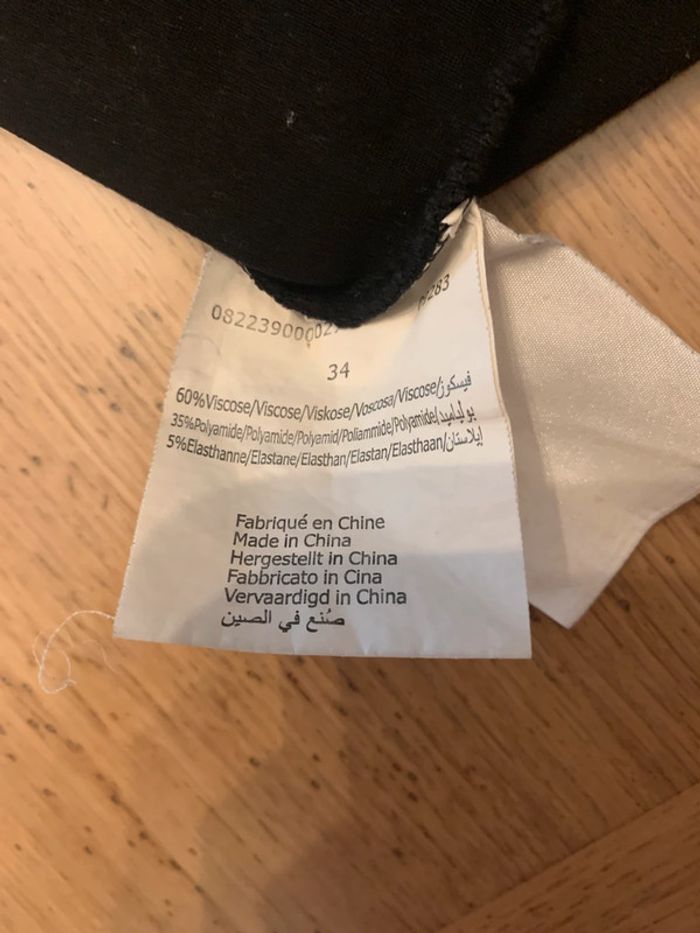 34
60%Viscose/Viscose/Viskose/Voscosa/Viscose/فيسكوز
35%Polyamide/Polyamide/Polyamid/Poliammide/Polyamide/بوليأميد
5%Elasthanne/Elastane/Elasthan/Elastan/Elasthaan/إيلاستان
Fabriqué en Chine
Made in China
Hergestellt in China
Fabbricato in Cina
Vervaardigd in China
صُنع في الصين